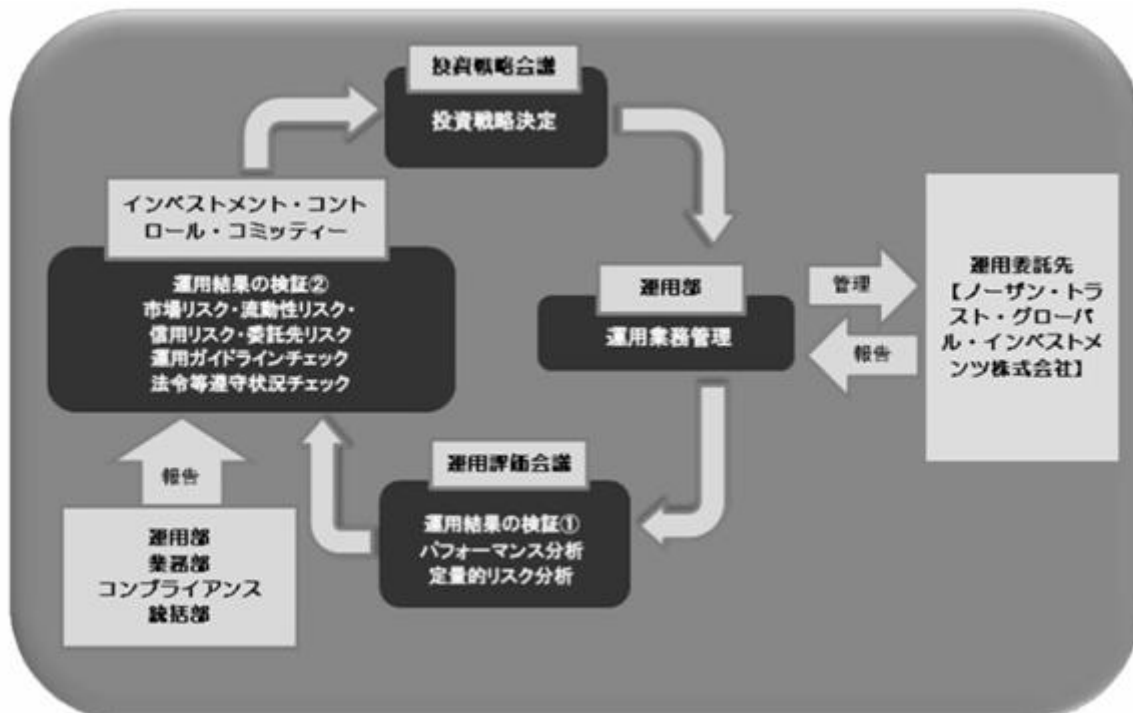 投資戦略会議
投資戦略決定
インベストメント・コント
ロール・コミッティー
運用結果の検証②
市場リスク・流動性リスク・
信用リスク・委託先リスク
運用ガイドラインチェック
法令等遵守状況チェック
運用部
運用業務管理
管理
報告
運用委託先
【ノーザン・トラ
スト・グローバ
ル・インベストメ
ンツ株式会社】
運用評価会議
運用結果の検証①
パフォーマンス分析
定量的リスク分析
報告
運用部
業務部
コンプライアンス
統括部